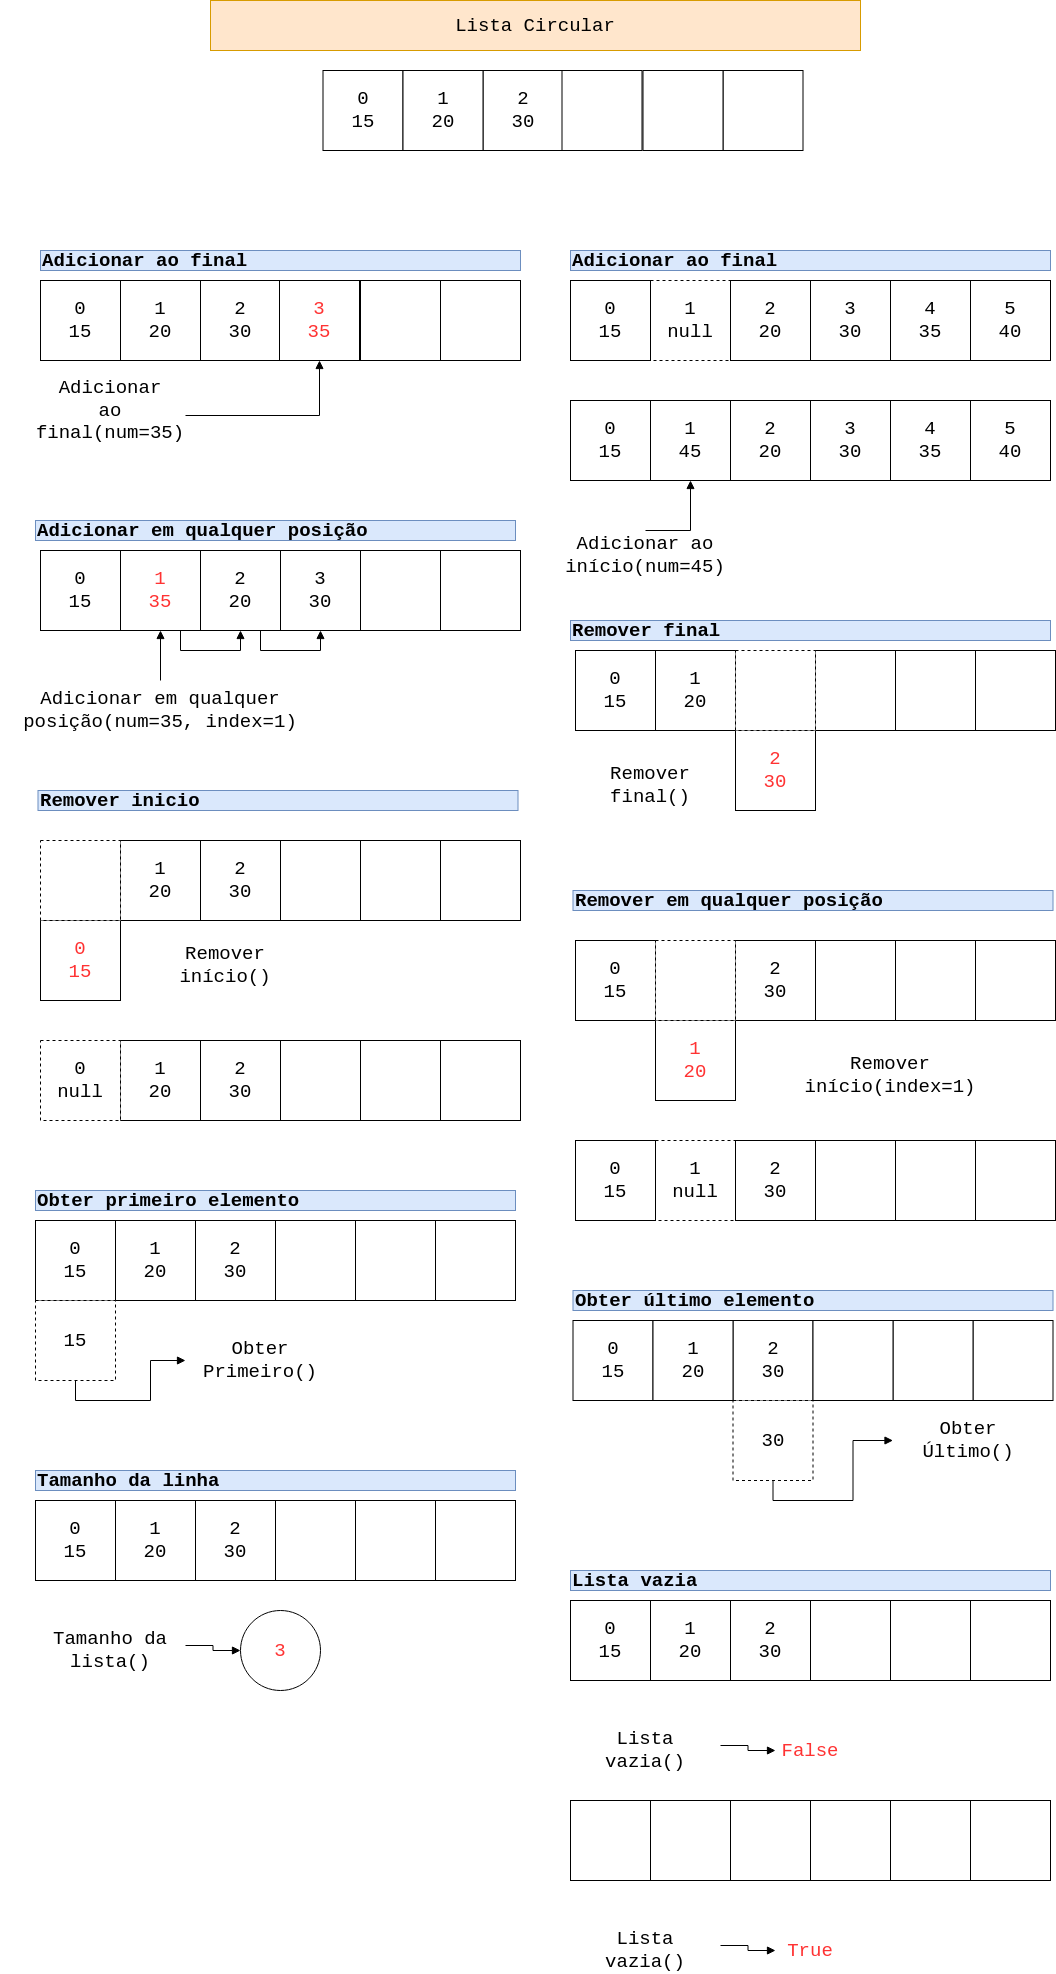 Lista Circular
0 1 2
15 20 30
Adicionar ao final
0 1 2 3
15 20 30 35
Adicionar
ao
final(num=35)
Adicionar ao final
0 1 2 3 4 5
15 null 20 30 35 40
0 1 2 3 4 5
15 45 20 30 35 40
Adicionar ao
início(num=45)
Adicionar em qualquer posição
0 1 2 3
15 35 20 30
Adicionar em qualquer
posição(num=35, index=1)
Remover final
0 1
15 20
2
30
Remover
final()
Remover inicio
1 2
20 30
0
15
Remover
início()
0 1 2
null 20 30
Remover em qualquer posição
0 2
15 30
1
20
Remover
início(index=1)
0 1 2
15 null 30
Obter primeiro elemento
0 1 2
15 20 30
15
Obter
Primeiro()
Obter último elemento
0 1 2
15 20 30
30
Obter
Último()
Tamanho da linha
0 1 2
15 20 30
Tamanho da
lista()
3
Lista vazia
0 1 2
15 20 30
Lista
vazia()
False
Lista
vazia()
True